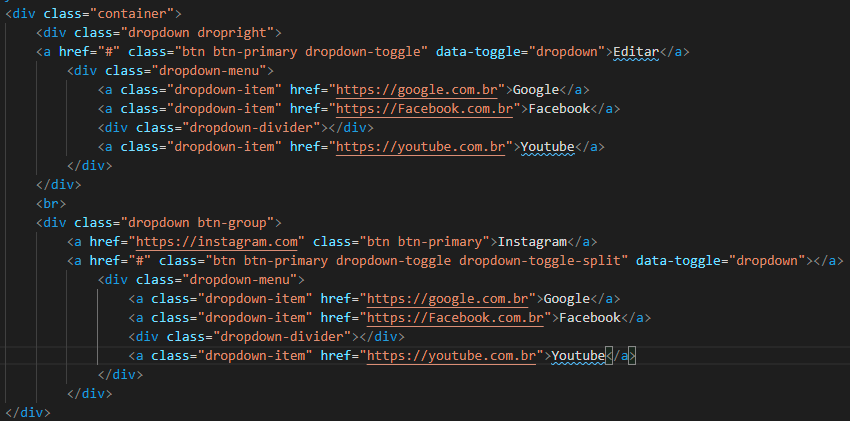 <div class="container">
    <div class="dropdown dropright">
    <a href="#" class="btn btn-primary dropdown-toggle" data-toggle="dropdown">Editar</a>
        <div class="dropdown-menu">
            <a class="dropdown-item" href="https://google.com.br">Google</a>
            <a class="dropdown-item" href="https://Facebook.com.br">Facebook</a>
            <div class="dropdown-divider"></div>
            <a class="dropdown-item" href="https://youtube.com.br">Youtube</a>
        </div>
    </div>
    <br>
    <div class="dropdown btn-group">
        <a href="https://instagram.com" class="btn btn-primary">Instagram</a>
        <a href="#" class="btn btn-primary dropdown-toggle dropdown-toggle-split" data-toggle="dropdown"></a>
            <div class="dropdown-menu">
                <a class="dropdown-item" href="https://google.com.br">Google</a>
                <a class="dropdown-item" href="https://Facebook.com.br">Facebook</a>
                <div class="dropdown-divider"></div>
                <a class="dropdown-item" href="https://youtube.com.br">Youtube</a>
            </div>
        </div>
</div>